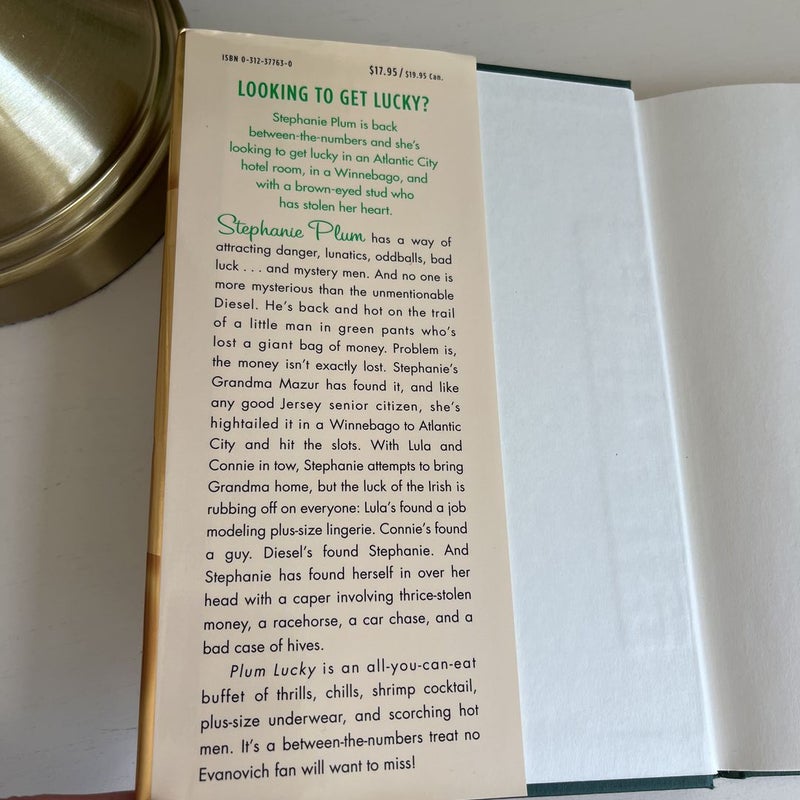 ISBN 0-312-37763-0
$17.95 / $19.95 Can.
LOOKING TO GET LUCKY?
Stephanie Plum is back
between-the-numbers and she's
looking to get lucky in an Atlantic City
hotel room, in a Winnebago, and
with a brown-eyed stud who
has stolen her heart.
Stephanie Plum has a way of
attracting danger, lunatics, oddballs, bad
luck . . . and mystery men. And no one is
more mysterious than the unmentionable
Diesel. He's back and hot on the trail
of a little man in green pants who's
lost a giant bag of money. Problem is,
the money isn't exactly lost. Stephanie's
Grandma Mazur has found it, and like
any good Jersey senior citizen, she's
hightailed it in a Winnebago to Atlantic
City and hit the slots. With Lula and
Connie in tow, Stephanie attempts to bring
Grandma home, but the luck of the Irish is
rubbing off on everyone: Lula's found a job
modeling plus-size lingerie. Connie's found
a guy. Diesel's found Stephanie. And
Stephanie has found herself in over her
head with a caper involving thrice-stolen
money, a racehorse, a car chase, and a
bad case of hives.
Plum Lucky is an all-you-can-eat
buffet of thrills, chills, shrimp cocktail,
plus-size underwear, and scorching hot
men. It's a between-the-numbers treat no
Evanovich fan will want to miss!